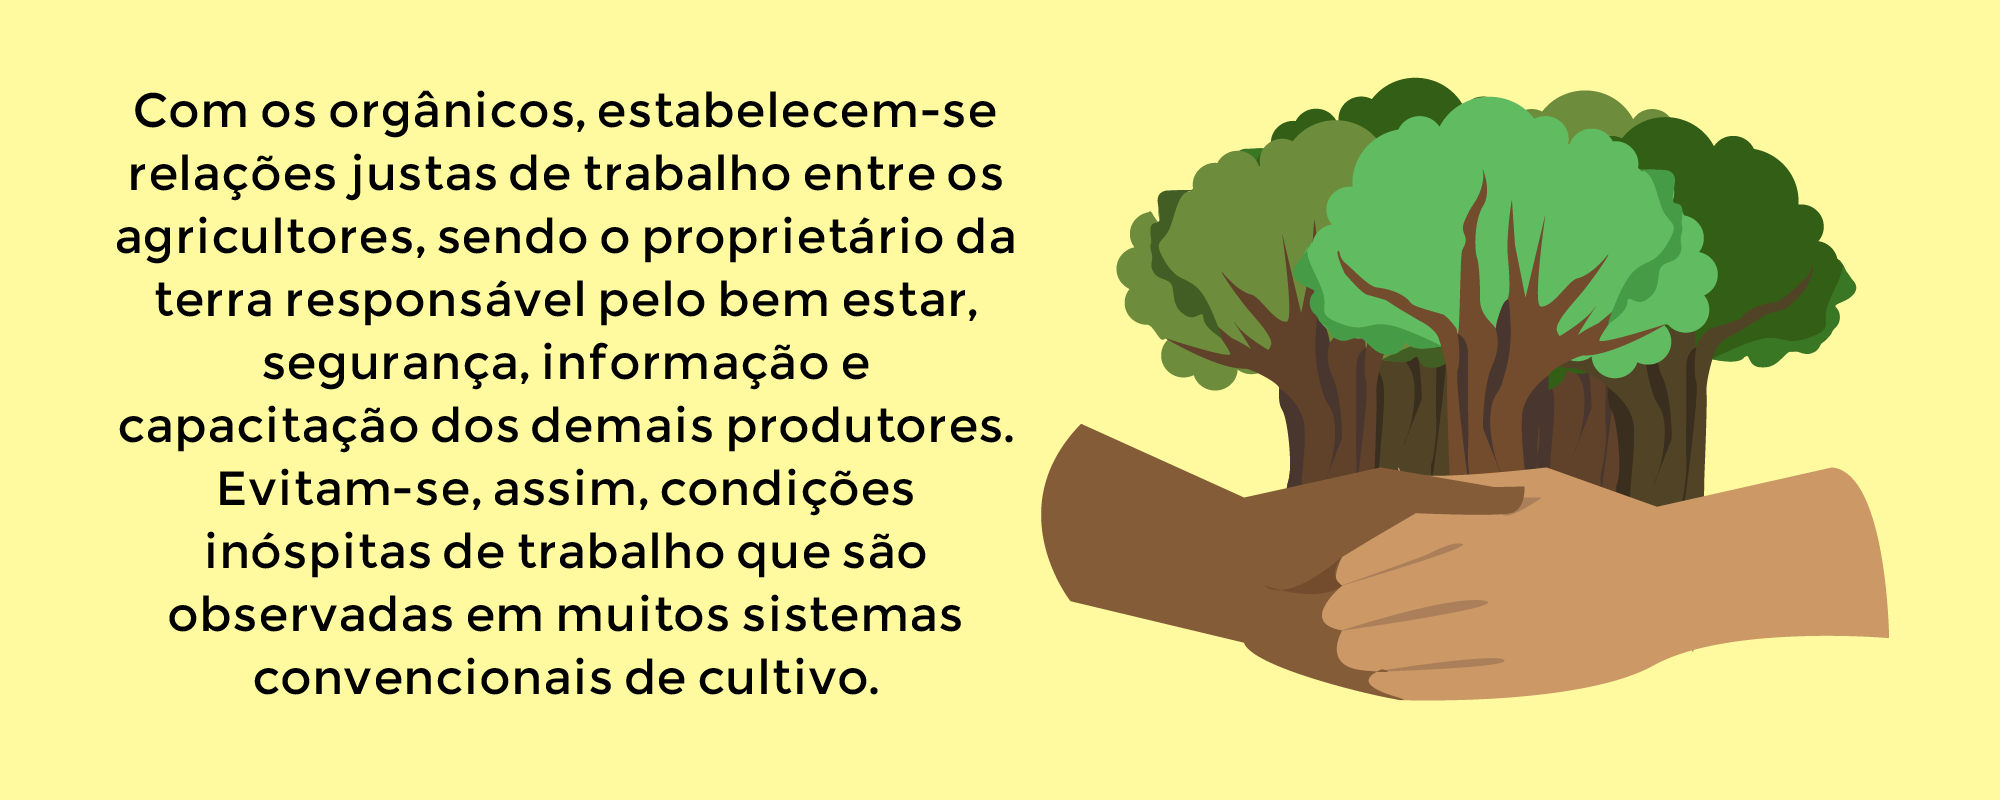 Com os orgânicos, estabelecem-se
relações justas de trabalho entre os
agricultores, sendo o proprietário da
terra responsável pelo bem estar,
segurança, informação e
capacitação dos demais produtores.
Evitam-se, assim, condições
inóspitas de trabalho que são
observadas em muitos sistemas
convencionais de cultivo.